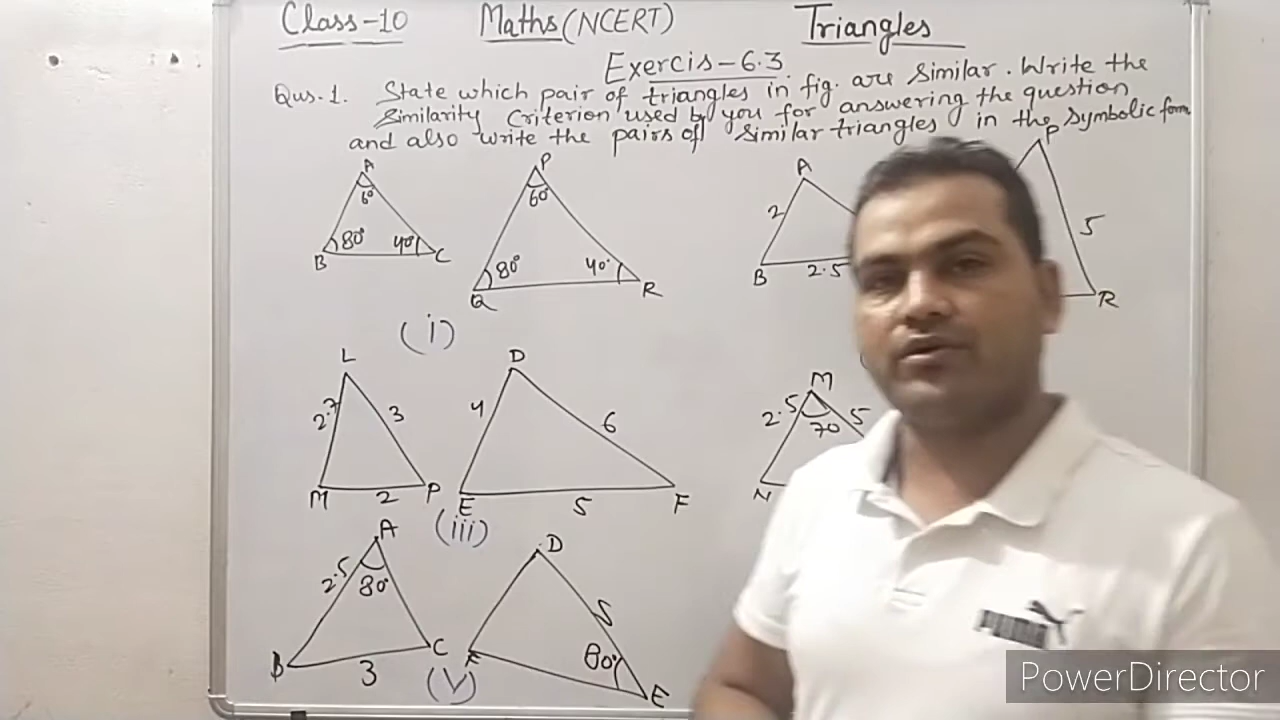 Class-10 Maths (NCERT) Triangles
Exercis-6.3
Qus.1. State which pair of triangles in fig. are Similar. Write the
Similarity Criterion used by you for answering the question
and also write the pairs of Similar triangles in the Symbolic form
A P A P
60° 60° 2 5
80° 40° 80° 40° 2.5
B C Q R B R
(i)
L D M
2.7 3 4 6 2.5 5
70
M 2 P E 5 F N
(iii)
A D
2.5 80° 5
B 3 C F 80° E
(V)
PUMA
PowerDirector